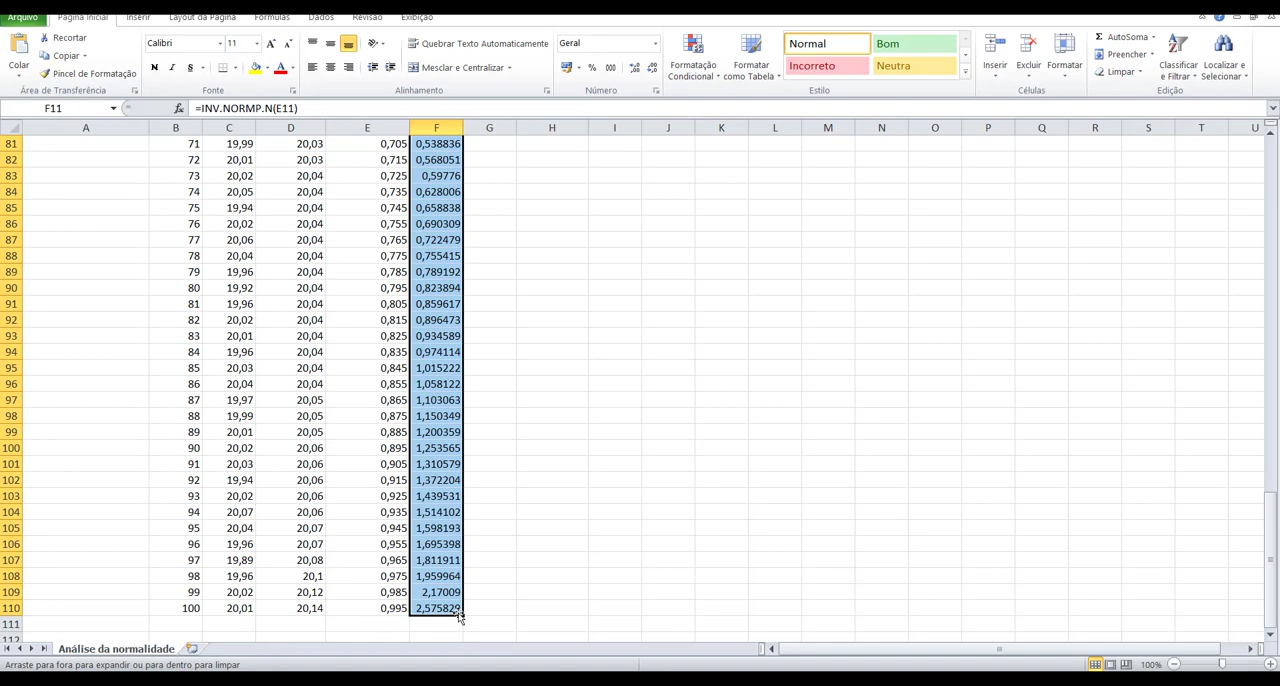 Arquivo Página Inicial Inserir Layout da Página Fórmulas Dados Revisão Exibição
Colar
Recortar
Copiar
Pincel de Formatação
Área de Transferência
Calibri 11
N I S
Fonte
Quebrar Texto Automaticamente
Mesclar e Centralizar
Alinhamento
Geral
% 000
Número
Formatação Condicional
Formatar como Tabela
Normal Bom
Incorreto Neutra
Estilo
Inserir Excluir Formatar
Células
AutoSoma
Preencher
Limpar
Classificar e Filtrar
Localizar e Selecionar
Edição
F11 fx =INV.NORMP.N(E11)
A B C D E F G H I J K L M N O P Q R S T U
81 71 19,99 20,03 0,705 0,538836
82 72 20,01 20,03 0,715 0,568051
83 73 20,02 20,04 0,725 0,59776
84 74 20,05 20,04 0,735 0,628006
85 75 19,94 20,04 0,745 0,658838
86 76 20,02 20,04 0,755 0,690309
87 77 20,06 20,04 0,765 0,722479
88 78 20,04 20,04 0,775 0,755415
89 79 19,96 20,04 0,785 0,789192
90 80 19,92 20,04 0,795 0,823894
91 81 19,96 20,04 0,805 0,859617
92 82 20,02 20,04 0,815 0,896473
93 83 20,01 20,04 0,825 0,934589
94 84 19,96 20,04 0,835 0,974114
95 85 20,03 20,04 0,845 1,015222
96 86 20,04 20,04 0,855 1,058122
97 87 19,97 20,05 0,865 1,103063
98 88 19,99 20,05 0,875 1,150349
99 89 20,01 20,05 0,885 1,200359
100 90 20,02 20,06 0,895 1,253565
101 91 20,03 20,06 0,905 1,310579
102 92 19,94 20,06 0,915 1,372204
103 93 20,02 20,06 0,925 1,439531
104 94 20,07 20,06 0,935 1,514102
105 95 20,04 20,07 0,945 1,598193
106 96 19,96 20,07 0,955 1,695398
107 97 19,89 20,08 0,965 1,811911
108 98 19,96 20,1 0,975 1,959964
109 99 20,02 20,12 0,985 2,17009
110 100 20,01 20,14 0,995 2,575829
111
112
Análise da normalidade
Arraste para fora para expandir ou para dentro para limpar 100%